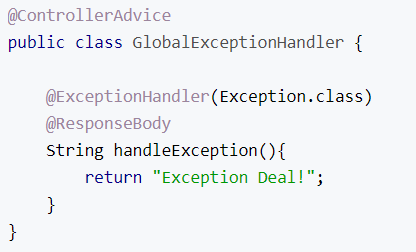 @ControllerAdvice
public class GlobalExceptionHandler {
@ExceptionHandler(Exception.class)
@ResponseBody
String handleException(){
return "Exception Deal!";
}
}